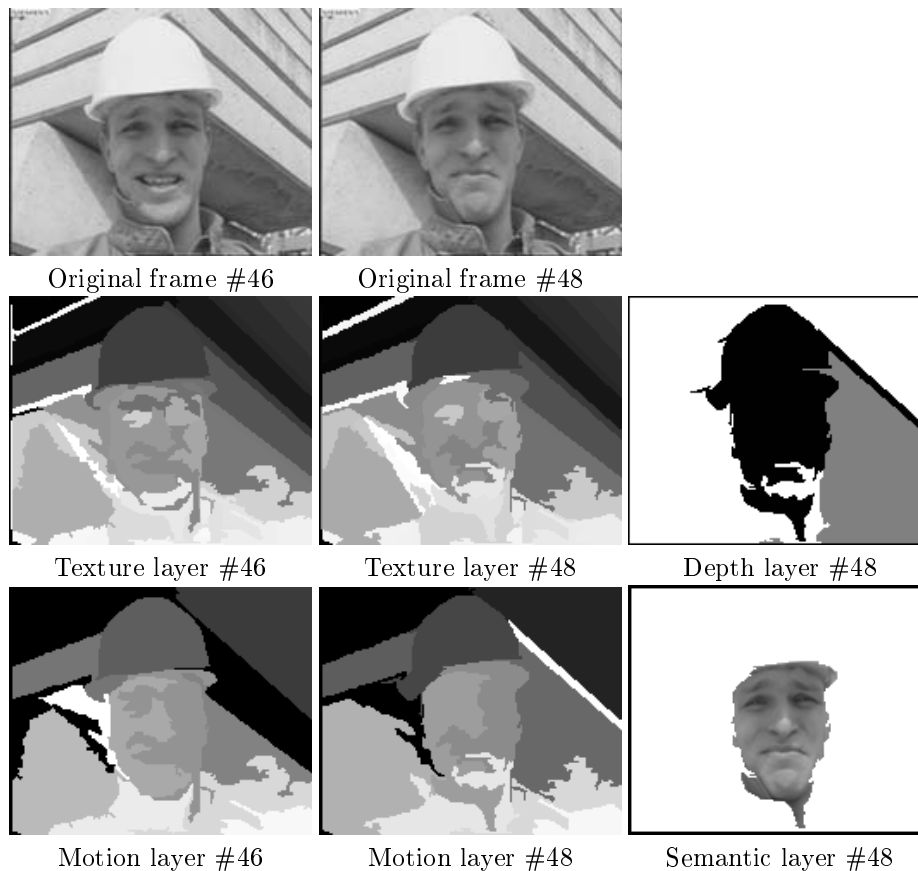 Original frame #46
Original frame #48
Texture layer #46
Texture layer #48
Depth layer #48
Motion layer #46
Motion layer #48
Semantic layer #48